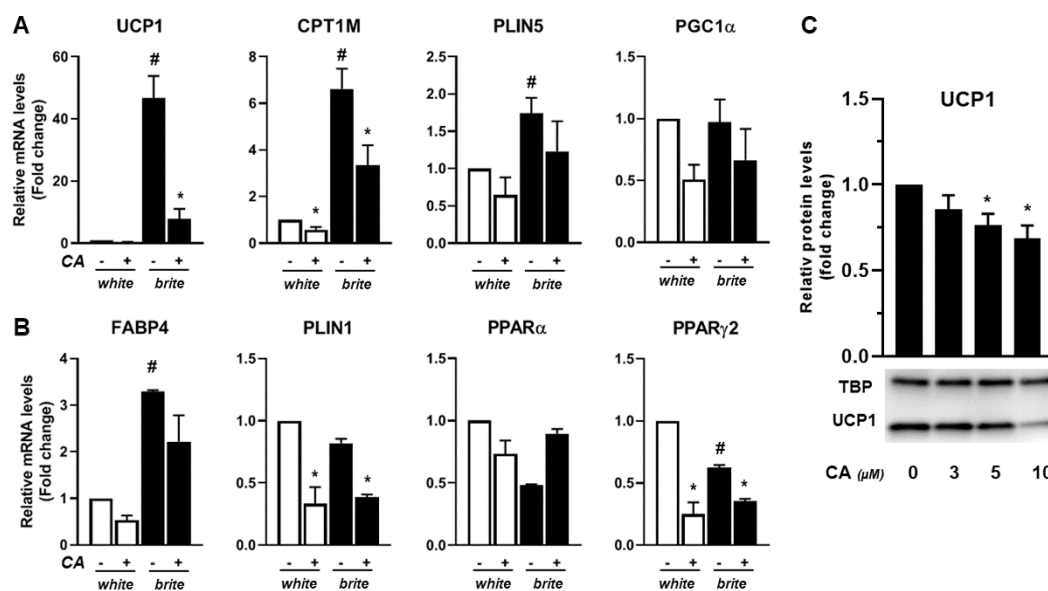 A
UCP1
CPT1M
PLIN5
PGC1α
Relative mRNA levels
(Fold change)
60
40
20
0
#
*
8
6
4
2
0
*
#
*
2.5
2.0
1.5
1.0
0.5
0.0
#
1.5
1.0
0.5
0.0
CA - + - +
- + - +
- + - +
- + - +
white brite
white brite
white brite
white brite
B
FABP4
PLIN1
PPARα
PPARγ2
Relative mRNA levels
(Fold change)
4
3
2
1
0
#
1.5
1.0
0.5
0.0
*
*
1.5
1.0
0.5
0.0
1.5
1.0
0.5
0.0
*
#
*
CA - + - +
- + - +
- + - +
- + - +
white brite
white brite
white brite
white brite
C
UCP1
Relativ protein levels
(fold change)
1.5
1.0
0.5
0.0
* *
TBP
UCP1
CA (µM) 0 3 5 10